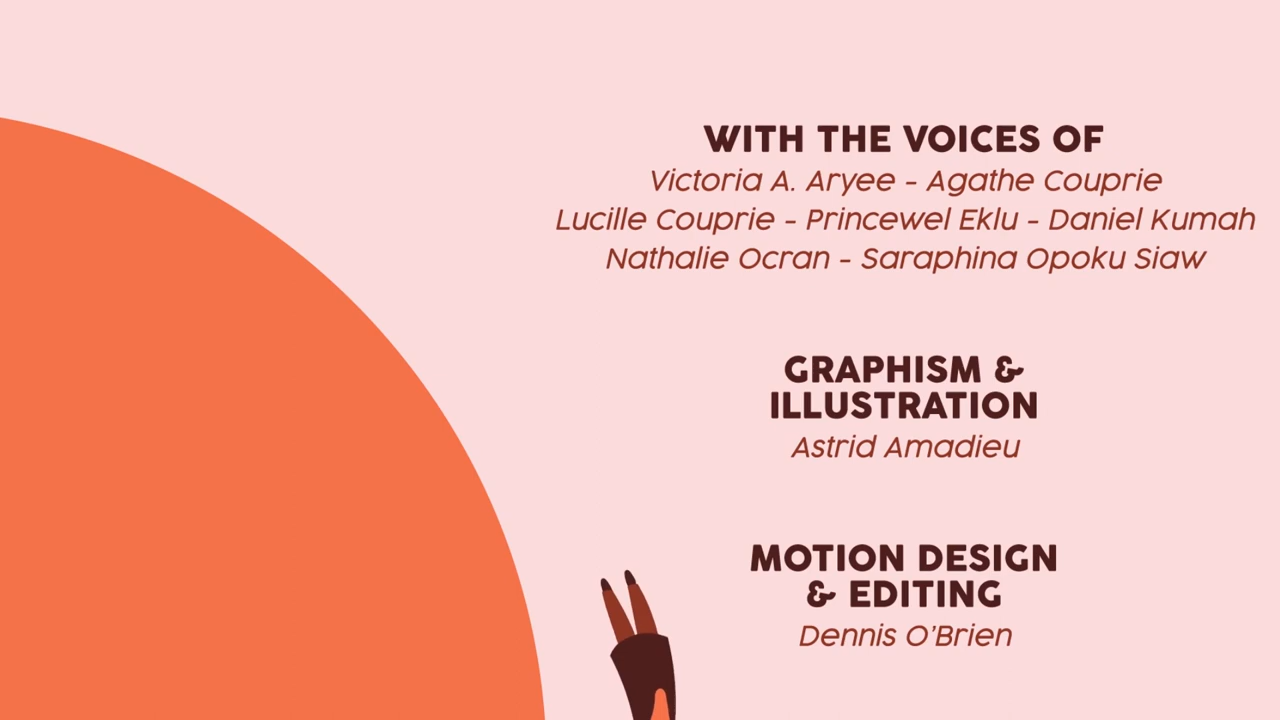 WITH THE VOICES OF
Victoria A. Aryee - Agathe Couprie
Lucille Couprie - Princewel Eklu - Daniel Kumah
Nathalie Ocran - Saraphina Opoku Siaw
GRAPHISM &
ILLUSTRATION
Astrid Amadieu
MOTION DESIGN
& EDITING
Dennis O’Brien